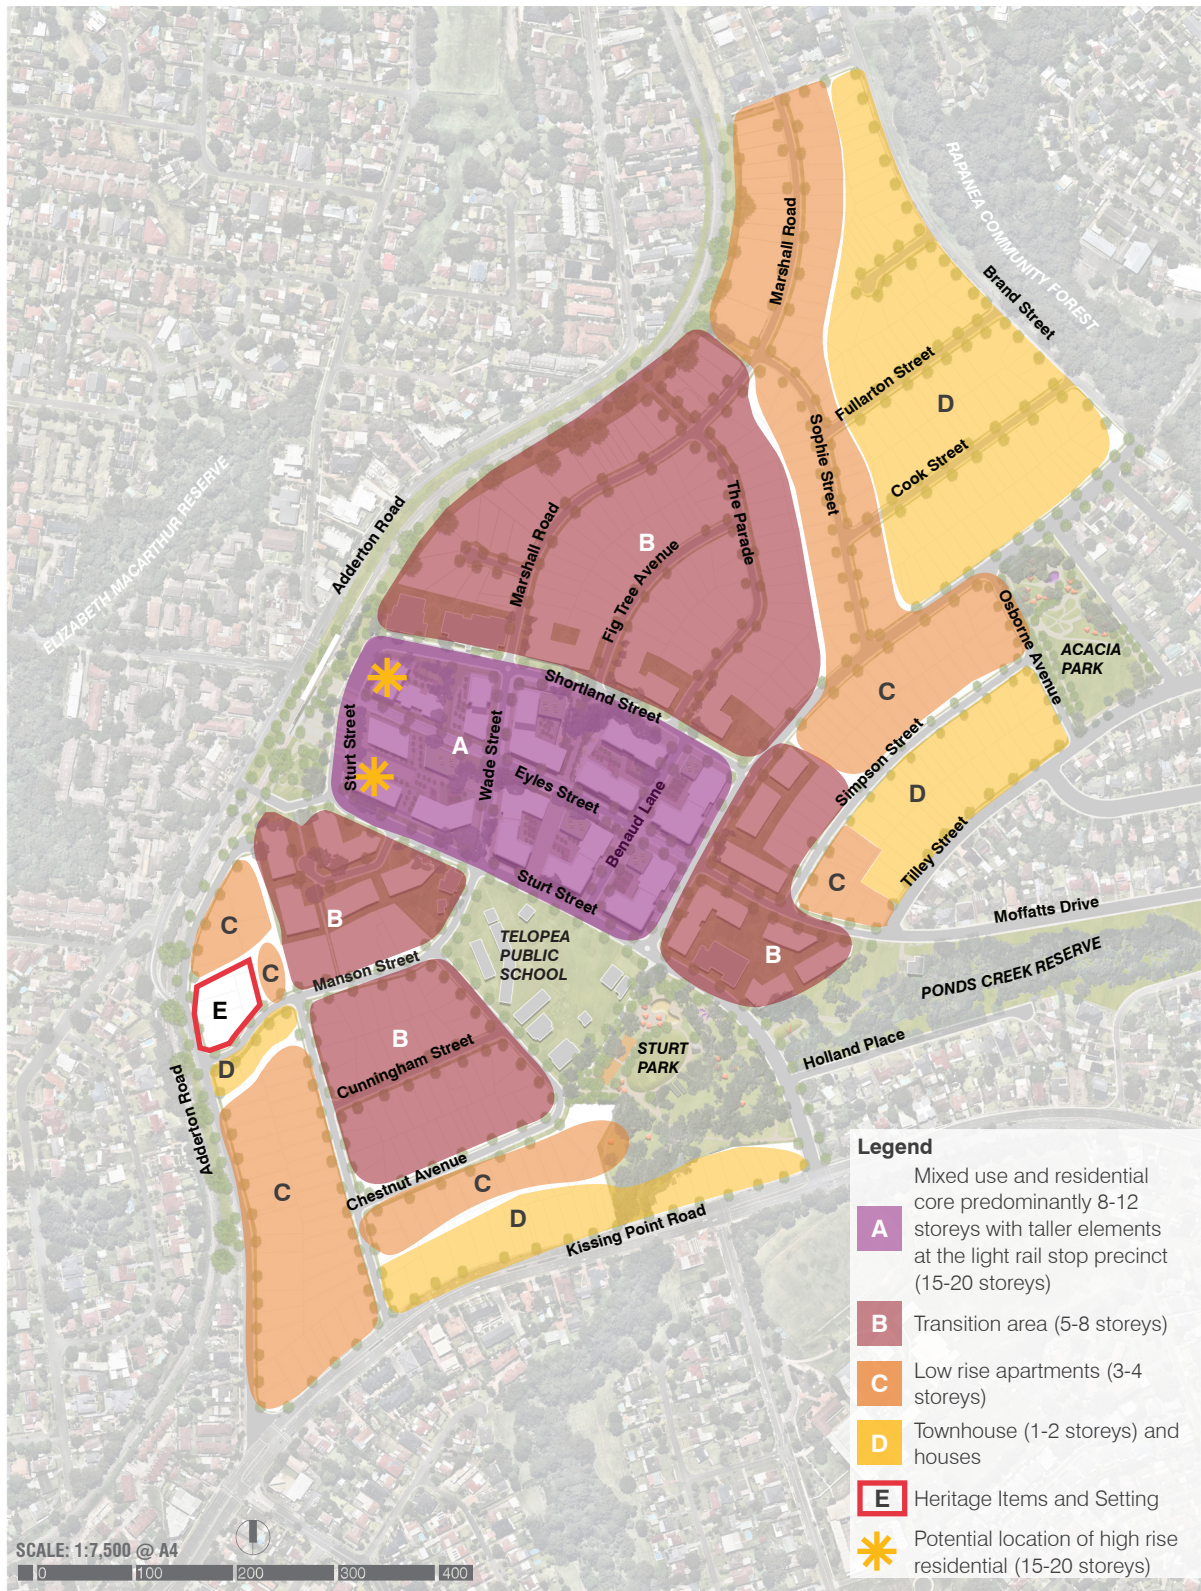 RAPANEA COMMUNITY FOREST
Brand Street
Marshall Road
Fullarton Street
D
Sophie Street
Cook Street
The Parade
ELIZABETH MACARTHUR RESERVE
Adderton Road
Marshall Road
B
Fig Tree Avenue
Osborne Avenue
ACACIA
PARK
Shortland Street
C
Sturt Street
A
Wade Street
Eyles Street
Benaud Lane
Simpson Street
D
Tilley Street
Sturt Street
C
Moffatts Drive
C
B
TELOPEA
PUBLIC
SCHOOL
B
PONDS CREEK RESERVE
Manson Street
C
E
B
Cunningham Street
STURT
PARK
Holland Place
D
Adderton Road
C
Chestnut Avenue
C
D
Kissing Point Road
Legend
Mixed use and residential
core predominantly 8-12
storeys with taller elements
at the light rail stop precinct
(15-20 storeys)
A
B
Transition area (5-8 storeys)
C
Low rise apartments (3-4
storeys)
D
Townhouse (1-2 storeys) and
houses
E
Heritage Items and Setting
Potential location of high rise
residential (15-20 storeys)
SCALE: 1:7,500 @ A4
0 100 200 300 400